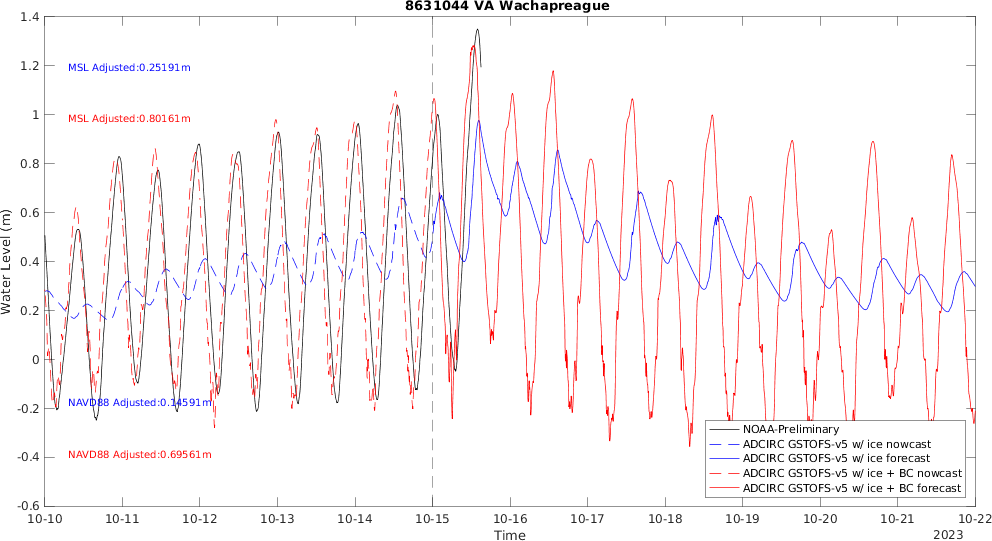 8631044 VA Wachapreague
1.4
1.2
1
0.8
0.6
0.4
0.2
0
-0.2
-0.4
-0.6
Water Level (m)
MSL Adjusted:0.25191m
MSL Adjusted:0.80161m
NAVD88 Adjusted:0.14591m
NAVD88 Adjusted:0.69561m
NOAA-Preliminary
ADCIRC GSTOFS-v5 w/ ice nowcast
ADCIRC GSTOFS-v5 w/ ice forecast
ADCIRC GSTOFS-v5 w/ ice + BC nowcast
ADCIRC GSTOFS-v5 w/ ice + BC forecast
10-10 10-11 10-12 10-13 10-14 10-15 10-16 10-17 10-18 10-19 10-20 10-21 10-22
Time
2023